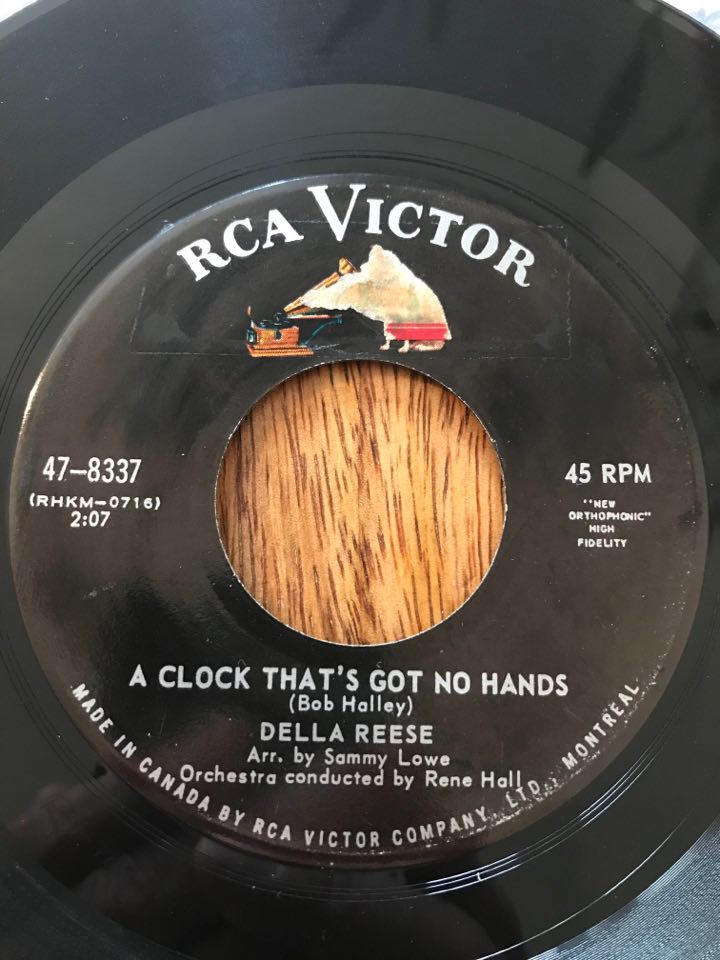 RCA VICTOR
47-8337
(RHKM-0716)
2:07
45 RPM
"NEW
ORTHOPHONIC"
HIGH
FIDELITY
A CLOCK THAT'S GOT NO HANDS
(Bob Halley)
DELLA REESE
Arr. by Sammy Lowe
Orchestra conducted by Rene Hall
MADE IN CANADA BY RCA VICTOR COMPANY, LTD., MONTREAL